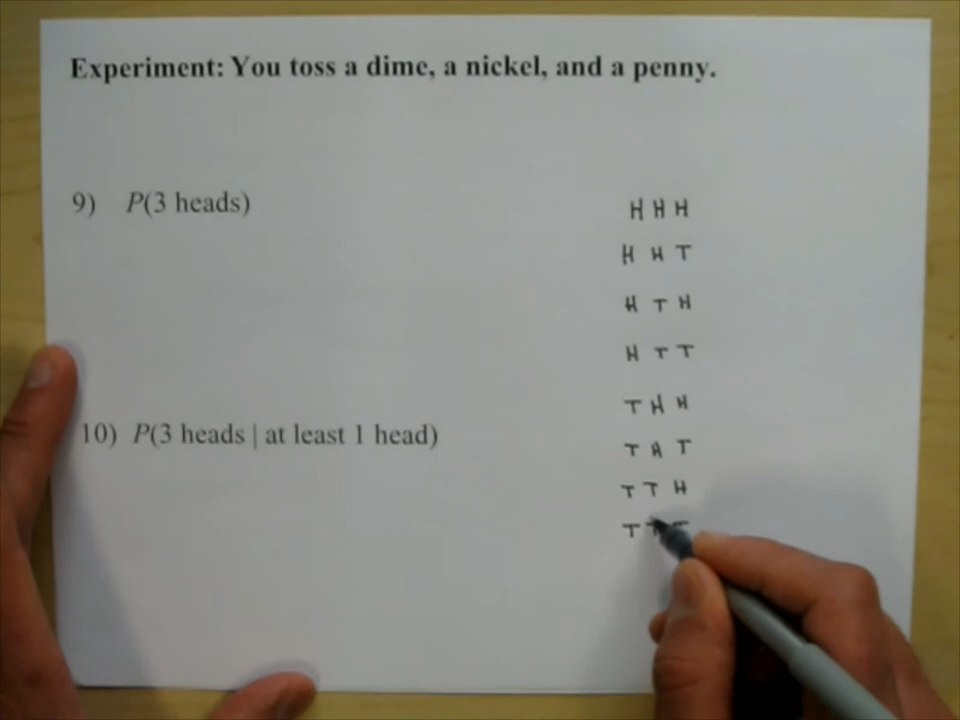 Experiment: You toss a dime, a nickel, and a penny.
9) P(3 heads)
H H H
H H T
H T H
H T T
T H H
10) P(3 heads | at least 1 head)
T H T
T T H
T T T